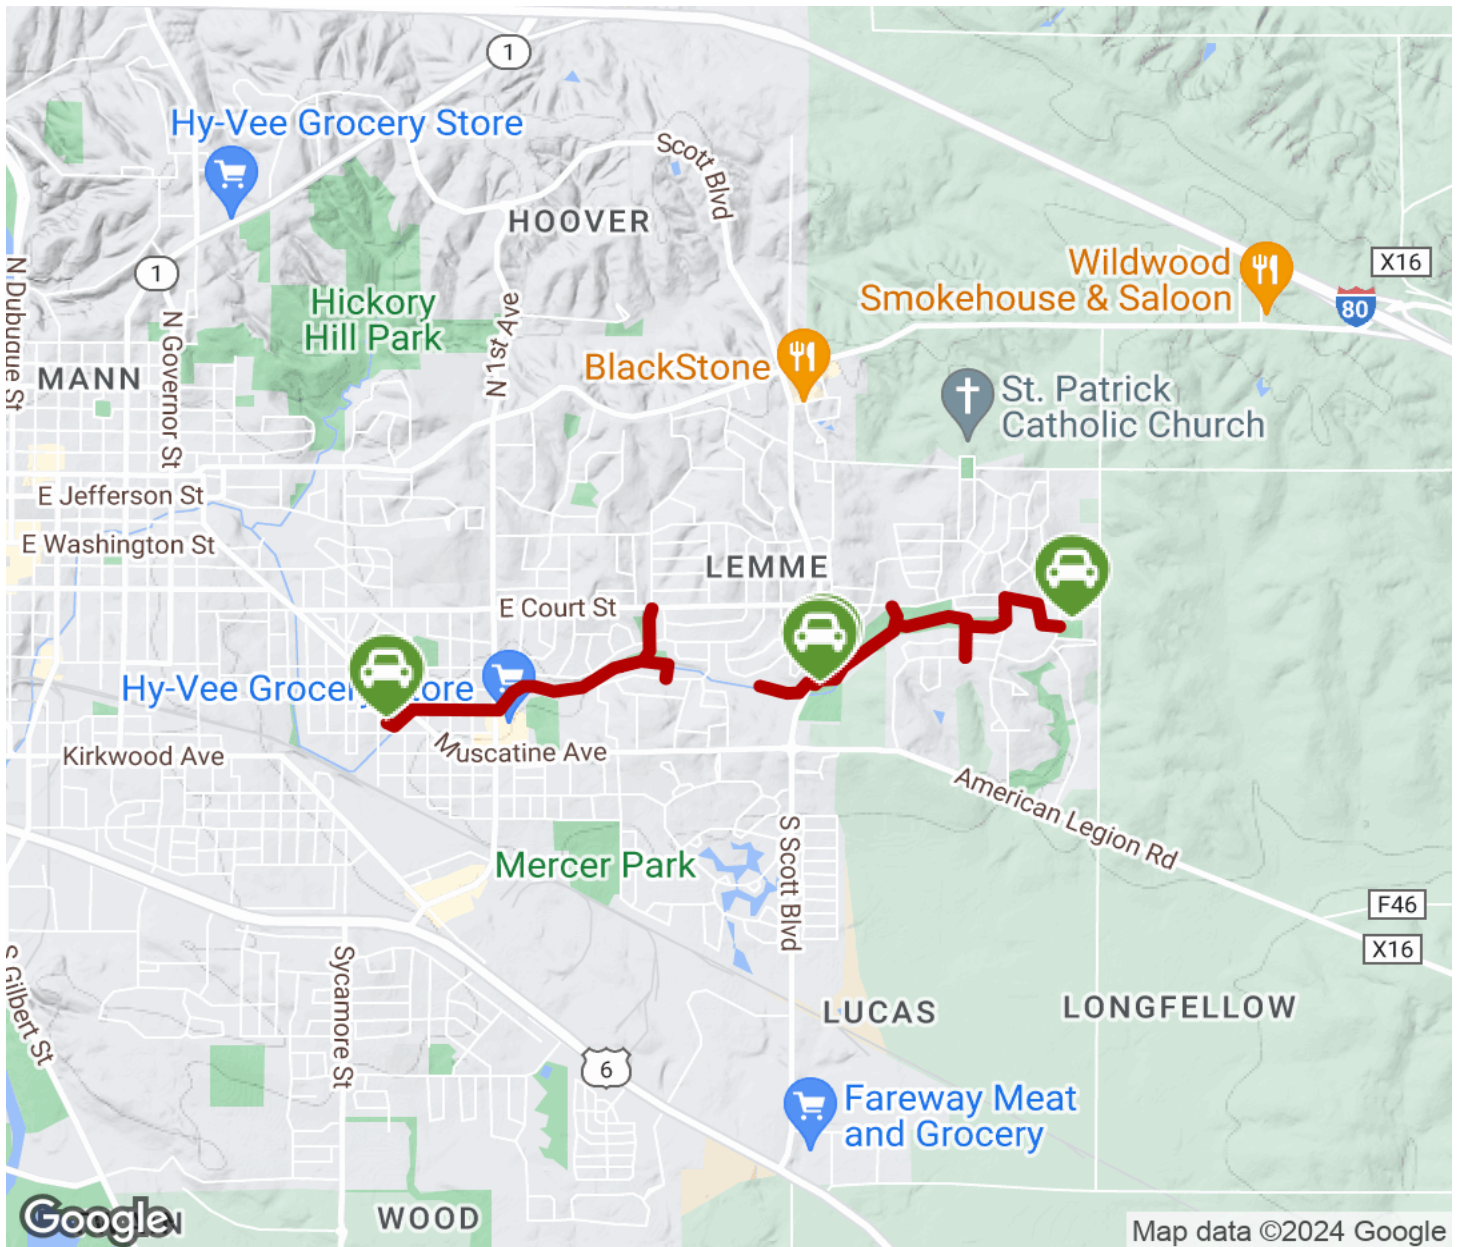 1
Hy-Vee Grocery Store
Scott Blvd
HOOVER
N Dubuque St
1
Wildwood
Smokehouse & Saloon
X16
80
Hickory
Hill Park
N 1st Ave
N Governor St
BlackStone
MANN
St. Patrick
Catholic Church
E Jefferson St
E Washington St
LEMME
E Court St
Hy-Vee Grocery Store
Muscatine Ave
Kirkwood Ave
American Legion Rd
Mercer Park
S Scott Blvd
F46
X16
S Gilbert St
Sycamore St
LUCAS
LONGFELLOW
6
Fareway Meat
and Grocery
WOOD
Google
Map data ©2024 Google